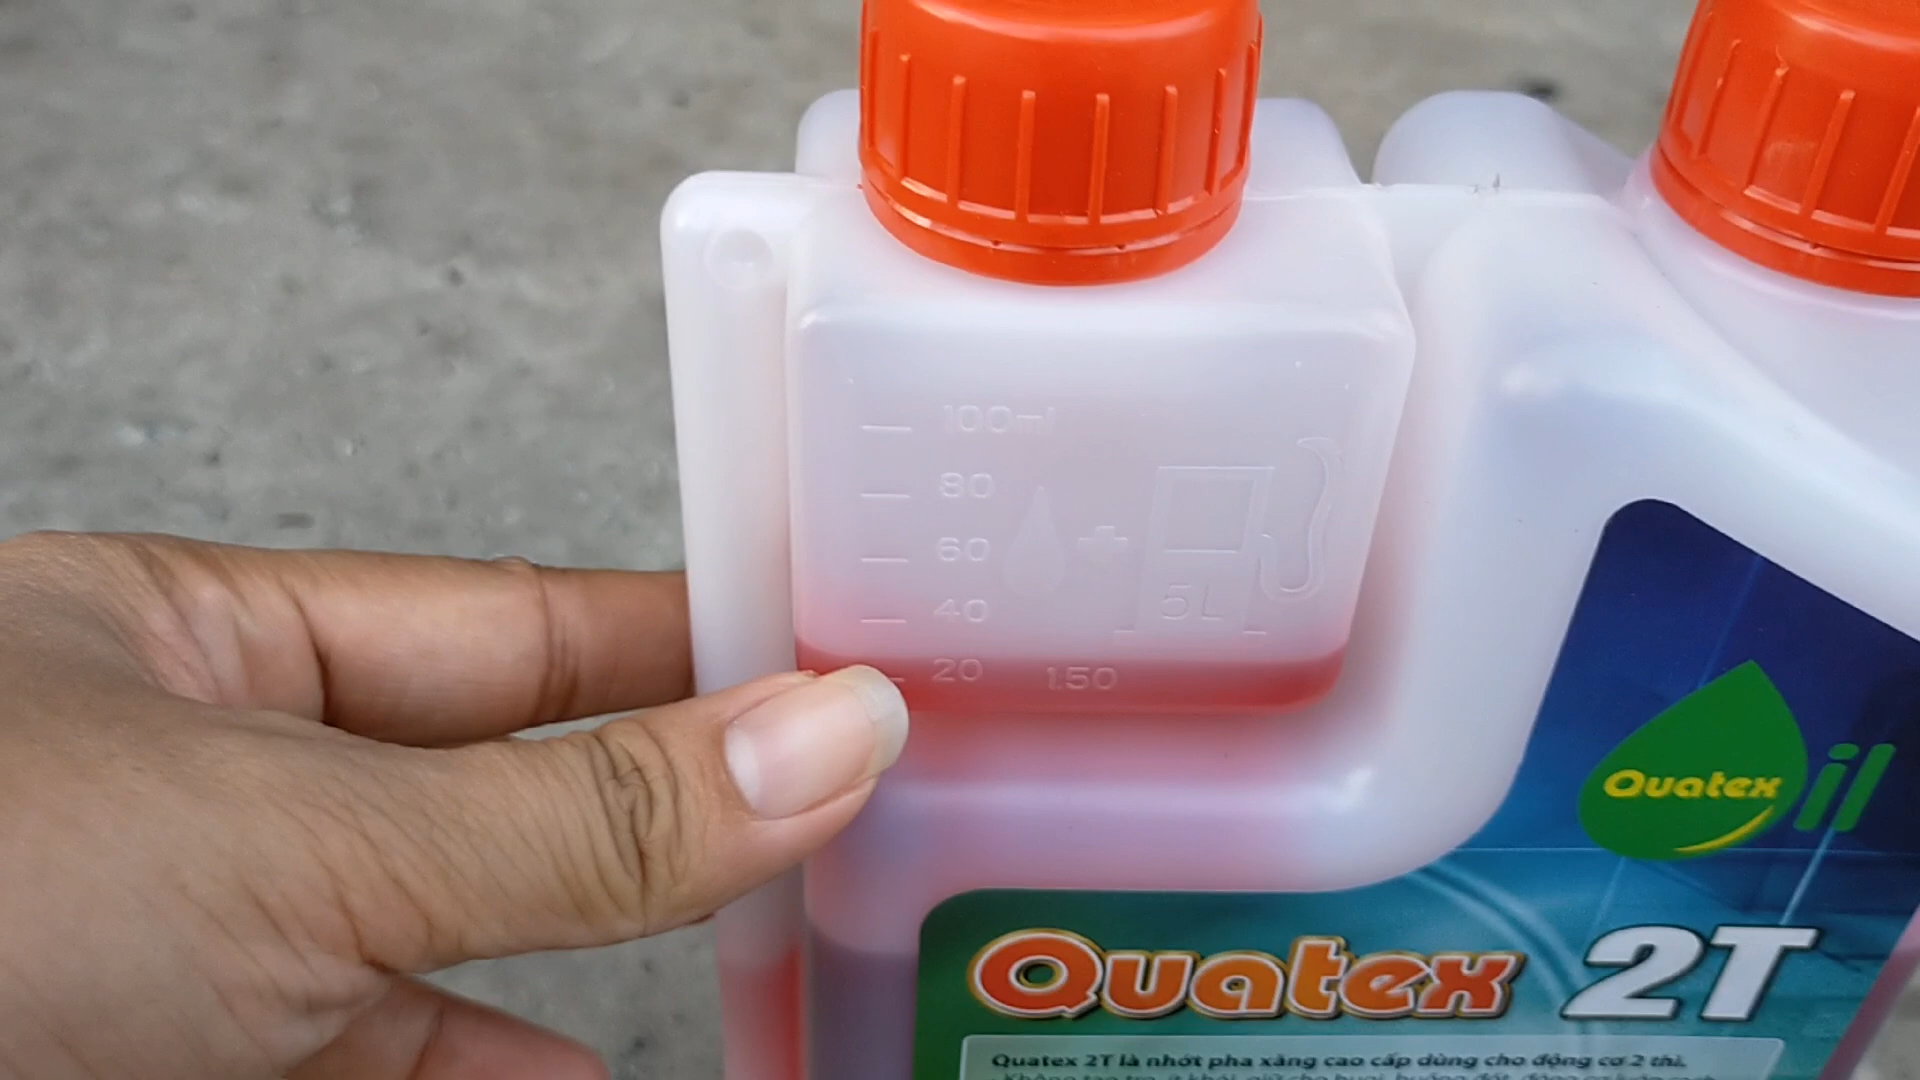 100ml
80
60
40
5L
20 1:50
Quatex il
Quatex 2T
Quatex 2T là nhớt pha xăng cao cấp dùng cho động cơ 2 thì.